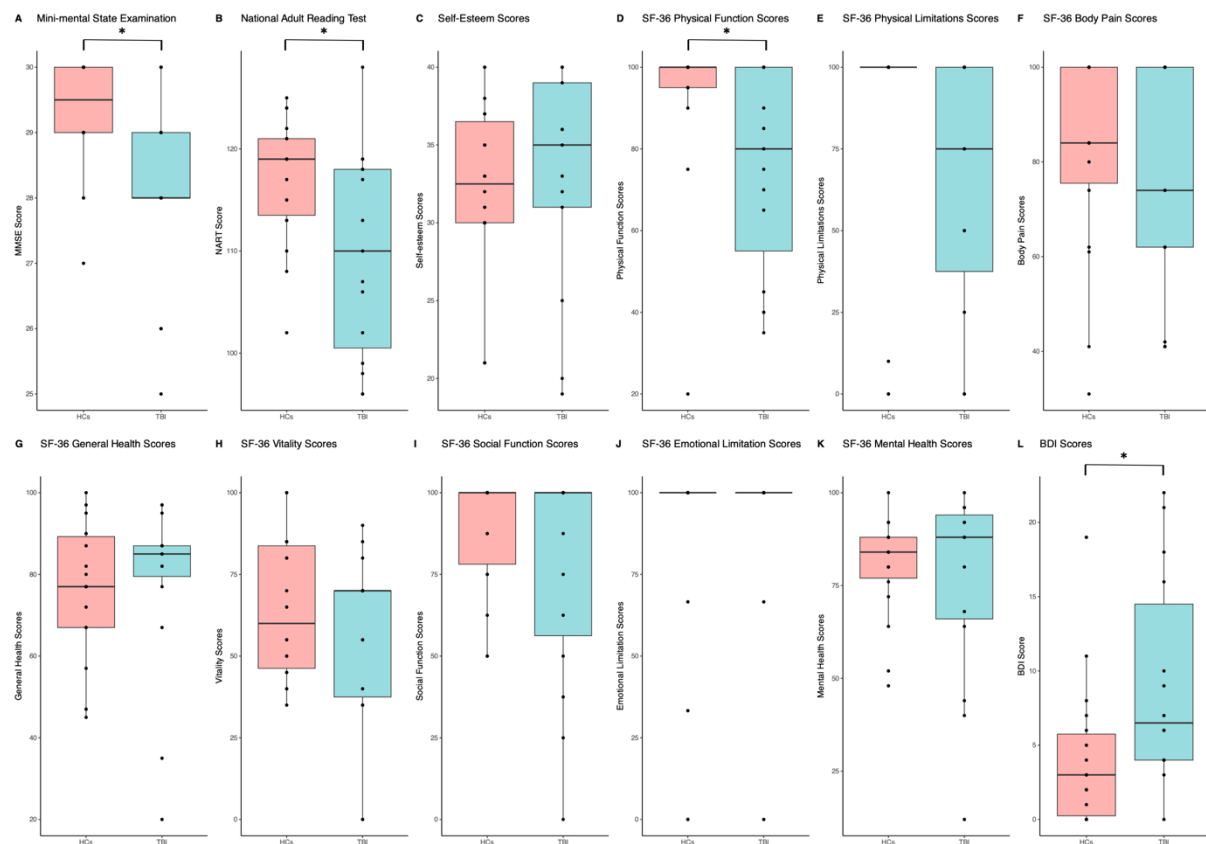 A Mini-mental State Examination
*
MMSE Score
30
29
28
27
26
25
HCs TBI
B National Adult Reading Test
*
NART Score
120
110
100
HCs TBI
C Self-Esteem Scores
Self-esteem Scores
40
35
30
25
20
HCs TBI
D SF-36 Physical Function Scores
*
Physical Function Scores
100
80
60
40
20
HCs TBI
E SF-36 Physical Limitations Scores
Physical Limitations Scores
100
75
50
25
0
HCs TBI
F SF-36 Body Pain Scores
Body Pain Scores
100
80
60
40
HCs TBI
G SF-36 General Health Scores
General Health Scores
100
80
60
40
20
HCs TBI
H SF-36 Vitality Scores
Vitality Scores
100
75
50
25
0
HCs TBI
I SF-36 Social Function Scores
Social Function Scores
100
75
50
25
0
HCs TBI
J SF-36 Emotional Limitation Scores
Emotional Limitation Scores
100
75
50
25
0
HCs TBI
K SF-36 Mental Health Scores
Mental Health Scores
100
75
50
25
HCs TBI
L BDI Scores
*
BDI Score
20
15
10
5
0
HCs TBI